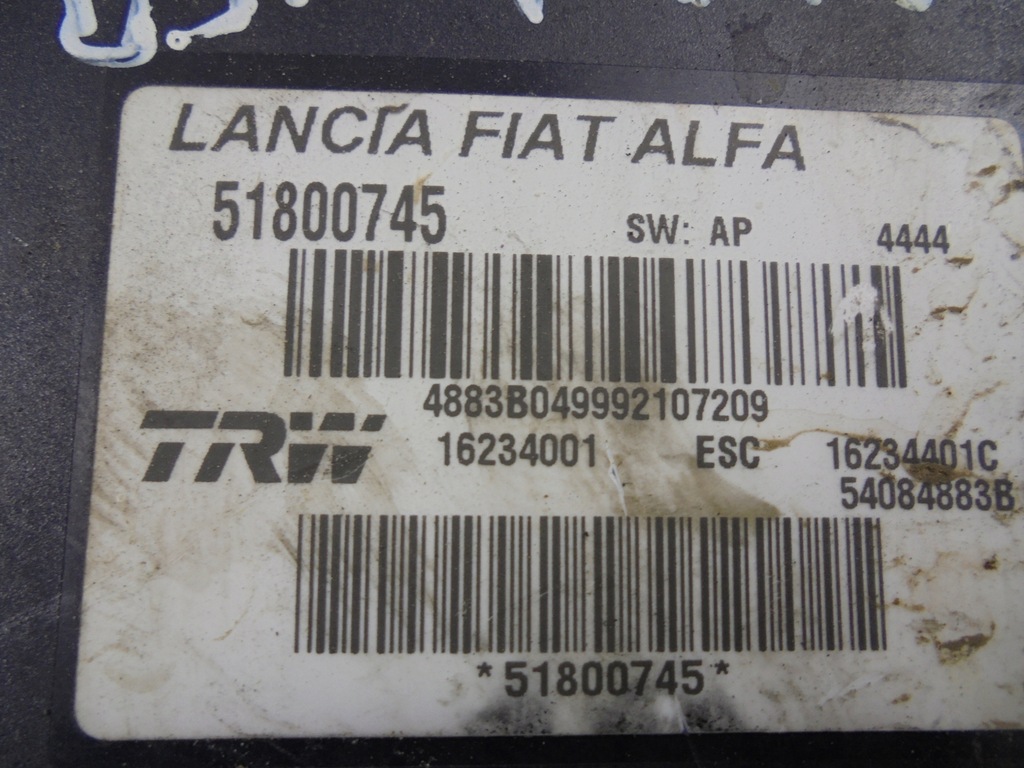 LANCIA FIAT ALFA
51800745 SW: AP 4444
4883B049992107209
TRW 16234001 ESC 16234401C
54084883B
*51800745*